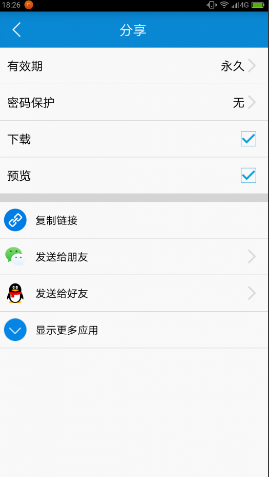 18:26
4G
分享
有效期 永久
密码保护 无
下载
预览
复制链接
发送给朋友
发送给好友
显示更多应用